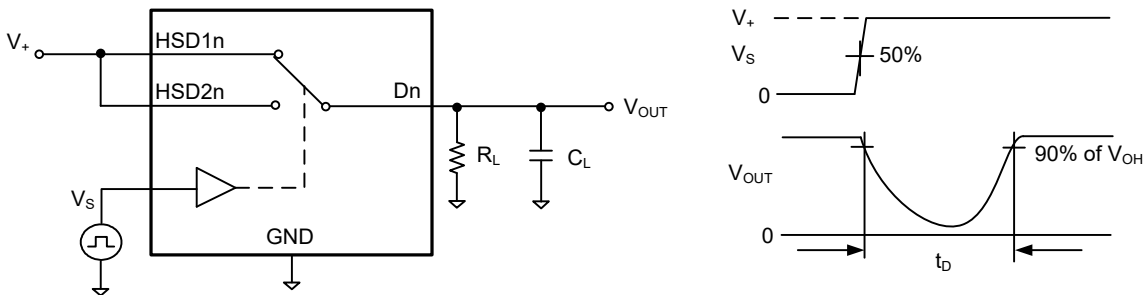 V+
HSD1n
HSD2n
Dn
VOUT
RL
CL
VS
GND
V+
VS
50%
0
VOUT
90% of VOH
0
tD